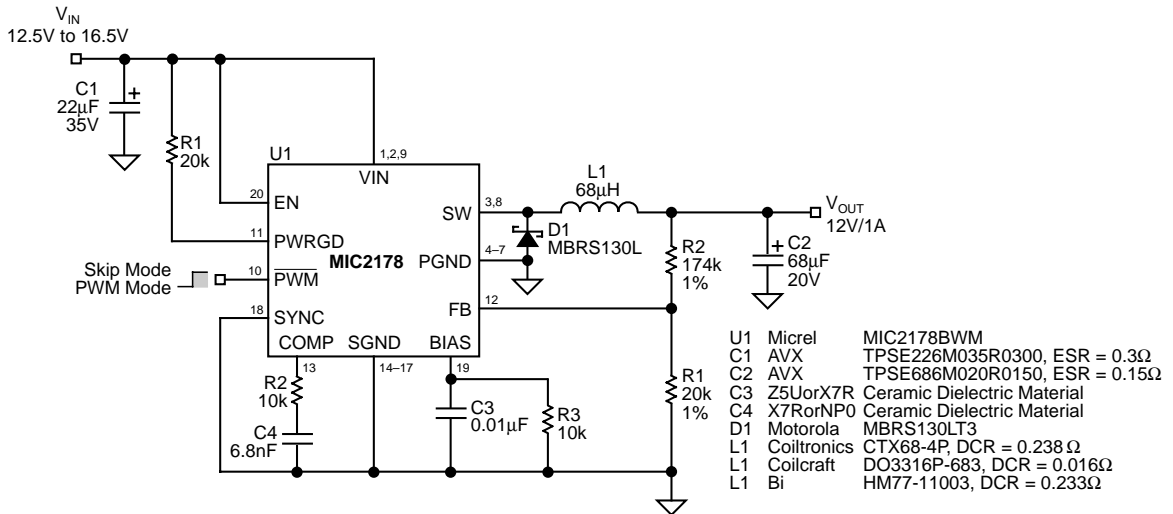 VIN
12.5V to 16.5V
C1
22µF
35V
+
R1
20k
U1
1,2,9
VIN
20
EN
11
PWRGD
MIC2178
Skip Mode
PWM Mode
10
PWM
18
SYNC
COMP
SGND
BIAS
SW
3,8
PGND
4–7
FB
12
13
14–17
19
L1
68µH
D1
MBRS130L
R2
174k
1%
+
C2
68µF
20V
VOUT
12V/1A
R2
10k
C4
6.8nF
C3
0.01µF
R3
10k
R1
20k
1%
U1 Micrel MIC2178BWM
C1 AVX TPSE226M035R0300, ESR = 0.3Ω
C2 AVX TPSE686M020R0150, ESR = 0.15Ω
C3 Z5UorX7R Ceramic Dielectric Material
C4 X7RorNP0 Ceramic Dielectric Material
D1 Motorola MBRS130LT3
L1 Coiltronics CTX68-4P, DCR = 0.238 Ω
L1 Coilcraft DO3316P-683, DCR = 0.016Ω
L1 Bi HM77-11003, DCR = 0.233Ω